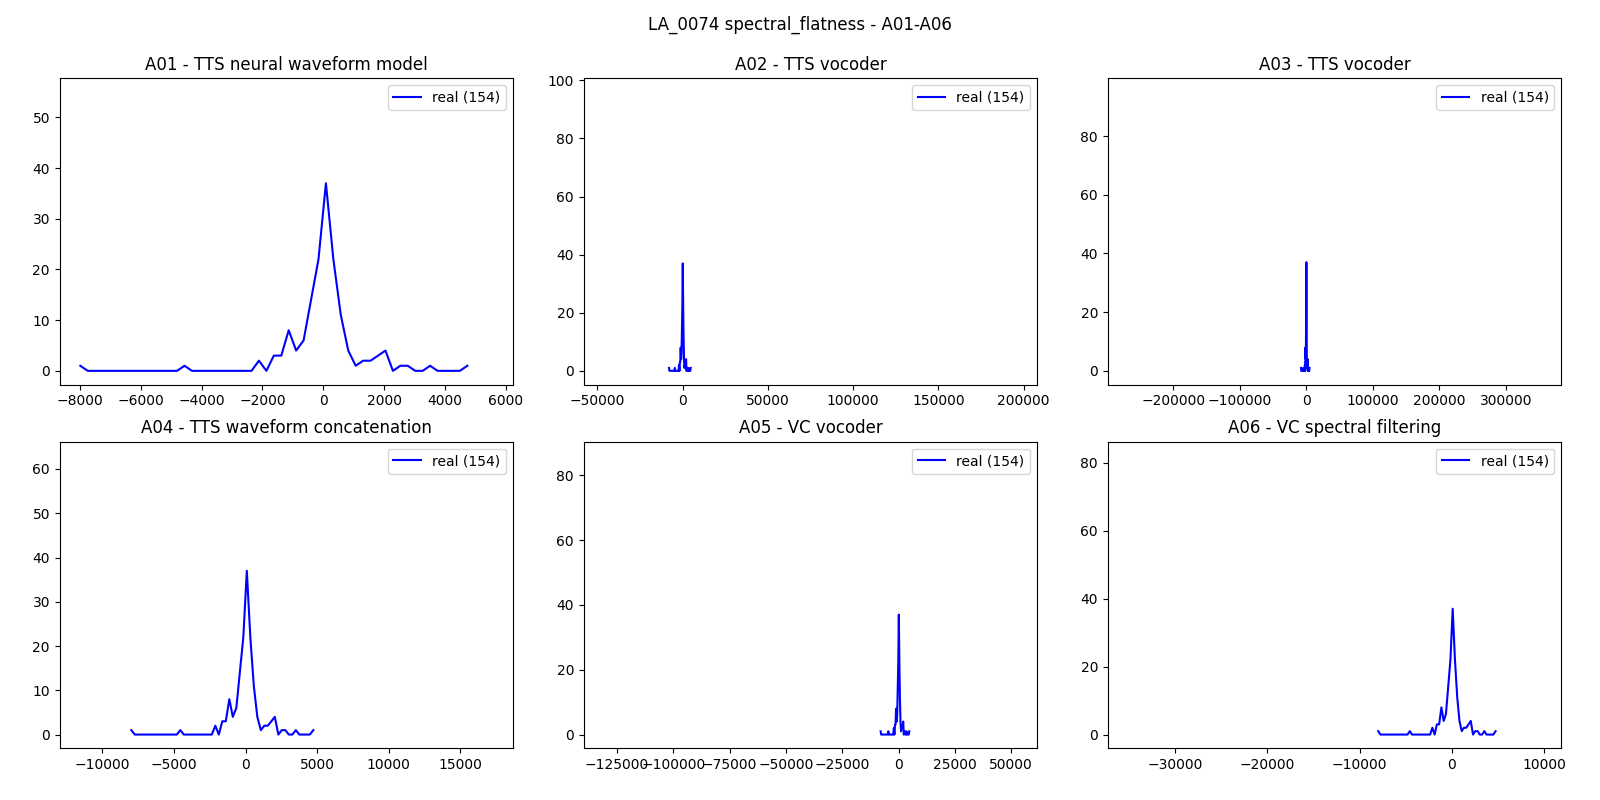 LA_0074 spectral_flatness - A01-A06
A01 - TTS neural waveform model
real (154)
50
40
30
20
10
0
−8000 −6000 −4000 −2000 0 2000 4000 6000
A02 - TTS vocoder
real (154)
100
80
60
40
20
0
−50000 0 50000 100000 150000 200000
A03 - TTS vocoder
real (154)
80
60
40
20
0
−200000 −100000 0 100000 200000 300000
A04 - TTS waveform concatenation
real (154)
60
50
40
30
20
10
0
−10000 −5000 0 5000 10000 15000
A05 - VC vocoder
real (154)
80
60
40
20
0
−125000 −100000 −75000 −50000 −25000 0 25000 50000
A06 - VC spectral filtering
real (154)
80
60
40
20
0
−30000 −20000 −10000 0 10000